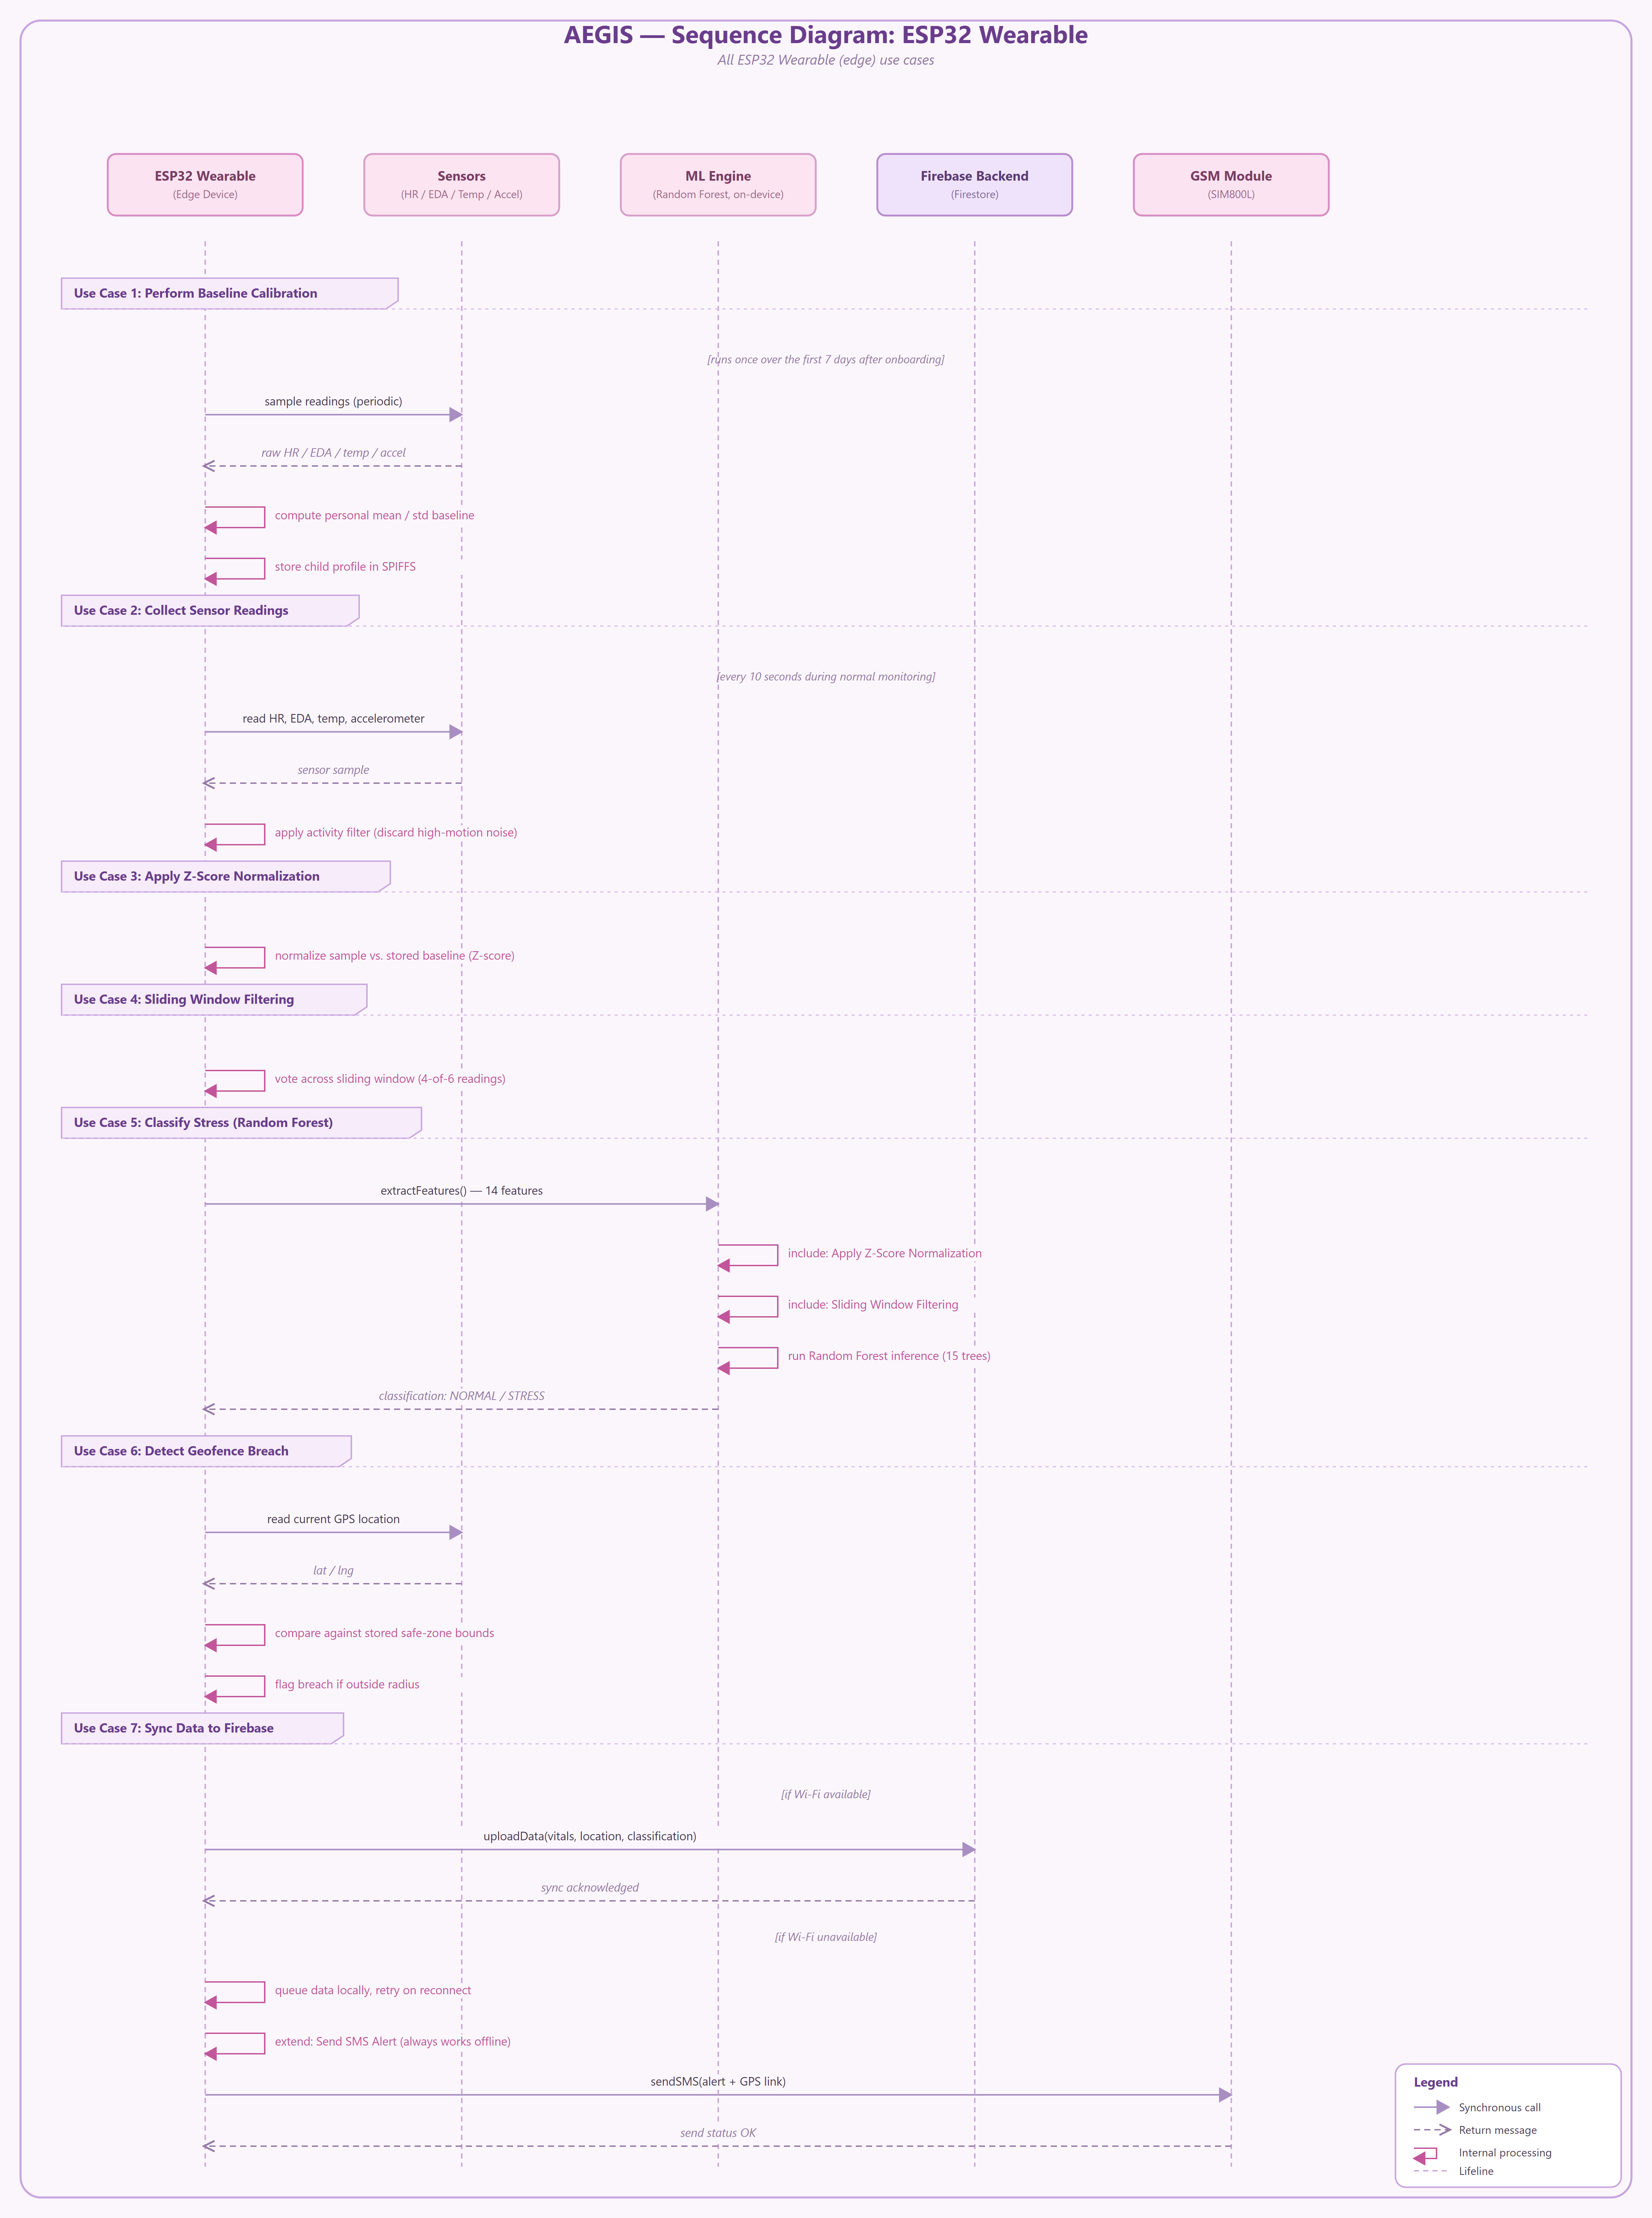 AEGIS — Sequence Diagram: ESP32 Wearable
All ESP32 Wearable (edge) use cases
ESP32 Wearable
(Edge Device)
Sensors
(HR / EDA / Temp / Accel)
ML Engine
(Random Forest, on-device)
Firebase Backend
(Firestore)
GSM Module
(SIM800L)
Use Case 1: Perform Baseline Calibration
[runs once over the first 7 days after onboarding]
sample readings (periodic)
raw HR / EDA / temp / accel
compute personal mean / std baseline
store child profile in SPIFFS
Use Case 2: Collect Sensor Readings
[every 10 seconds during normal monitoring]
read HR, EDA, temp, accelerometer
sensor sample
apply activity filter (discard high-motion noise)
Use Case 3: Apply Z-Score Normalization
normalize sample vs. stored baseline (Z-score)
Use Case 4: Sliding Window Filtering
vote across sliding window (4-of-6 readings)
Use Case 5: Classify Stress (Random Forest)
extractFeatures() — 14 features
include: Apply Z-Score Normalization
include: Sliding Window Filtering
run Random Forest inference (15 trees)
classification: NORMAL / STRESS
Use Case 6: Detect Geofence Breach
read current GPS location
lat / lng
compare against stored safe-zone bounds
flag breach if outside radius
Use Case 7: Sync Data to Firebase
[if Wi-Fi available]
uploadData(vitals, location, classification)
sync acknowledged
[if Wi-Fi unavailable]
queue data locally, retry on reconnect
extend: Send SMS Alert (always works offline)
sendSMS(alert + GPS link)
send status OK
Legend
Synchronous call
Return message
Internal processing
Lifeline